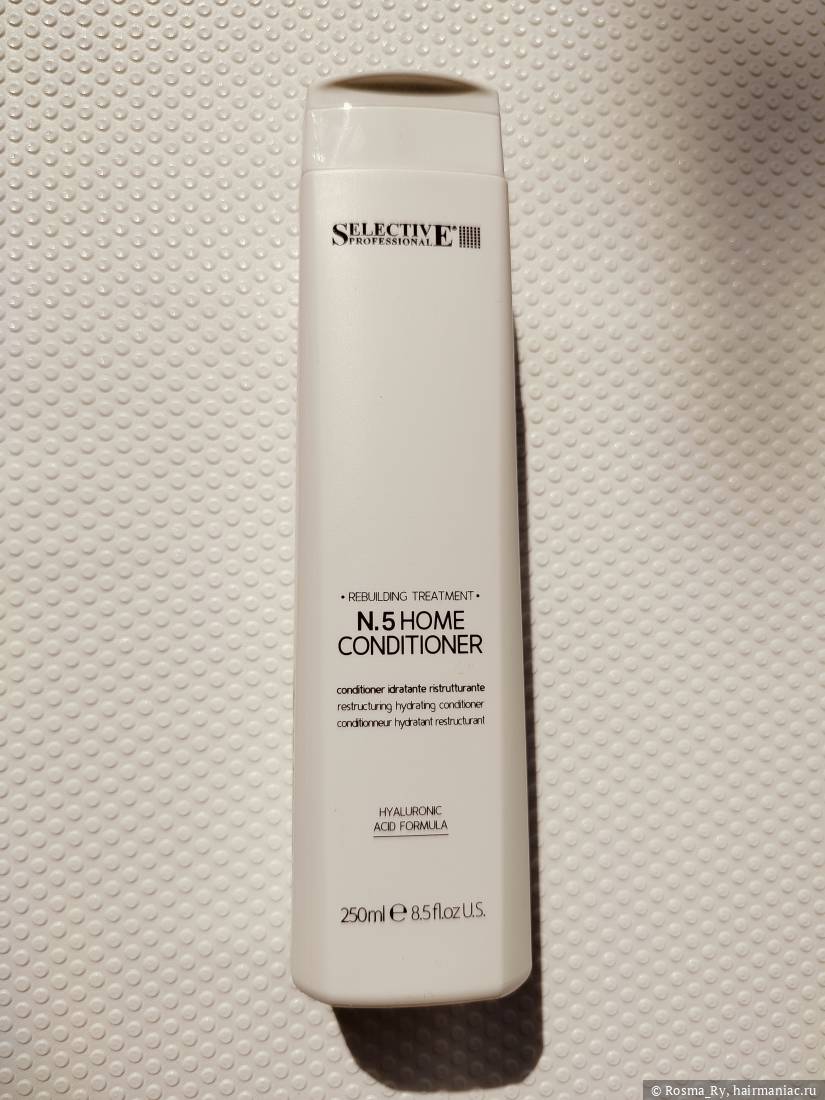 SELECTIVE®
PROFESSIONAL
• REBUILDING TREATMENT •
N.5 HOME
CONDITIONER
conditioner idratante ristrutturante
restructuring hydrating conditioner
conditionneur hydratant restructurant
HYALURONIC
ACID FORMULA
250ml ℮ 8.5 fl.oz U.S.
© Rosma_Ry, hairmaniac.ru